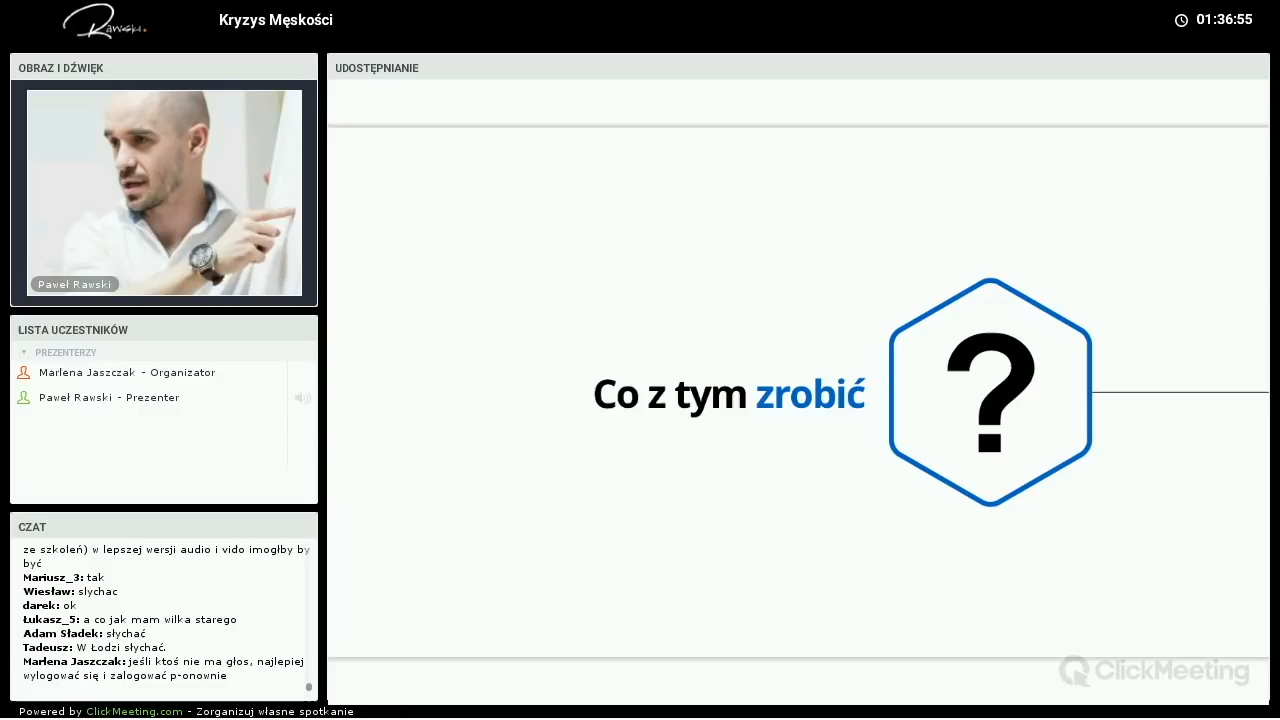 Rawski.
Kryzys Męskości
01:36:55
OBRAZ I DŹWIĘK
Paweł Rawski
LISTA UCZESTNIKÓW
PREZENTERZY
Marlena Jaszczak - Organizator
Paweł Rawski - Prezenter
CZAT
ze szkoleń) w lepszej wersji audio i vido imogłby by
być
Mariusz_3: tak
Wiesław: slychac
darek: ok
Łukasz_5: a co jak mam wilka starego
Adam Sładek: słychać
Tadeusz: W Łodzi słychać.
Marlena Jaszczak: jeśli ktoś nie ma głos, najlepiej
wylogować się i zalogować p-onownie
UDOSTĘPNIANIE
Co z tym zrobić
?
ClickMeeting
Powered by ClickMeeting.com - Zorganizuj własne spotkanie